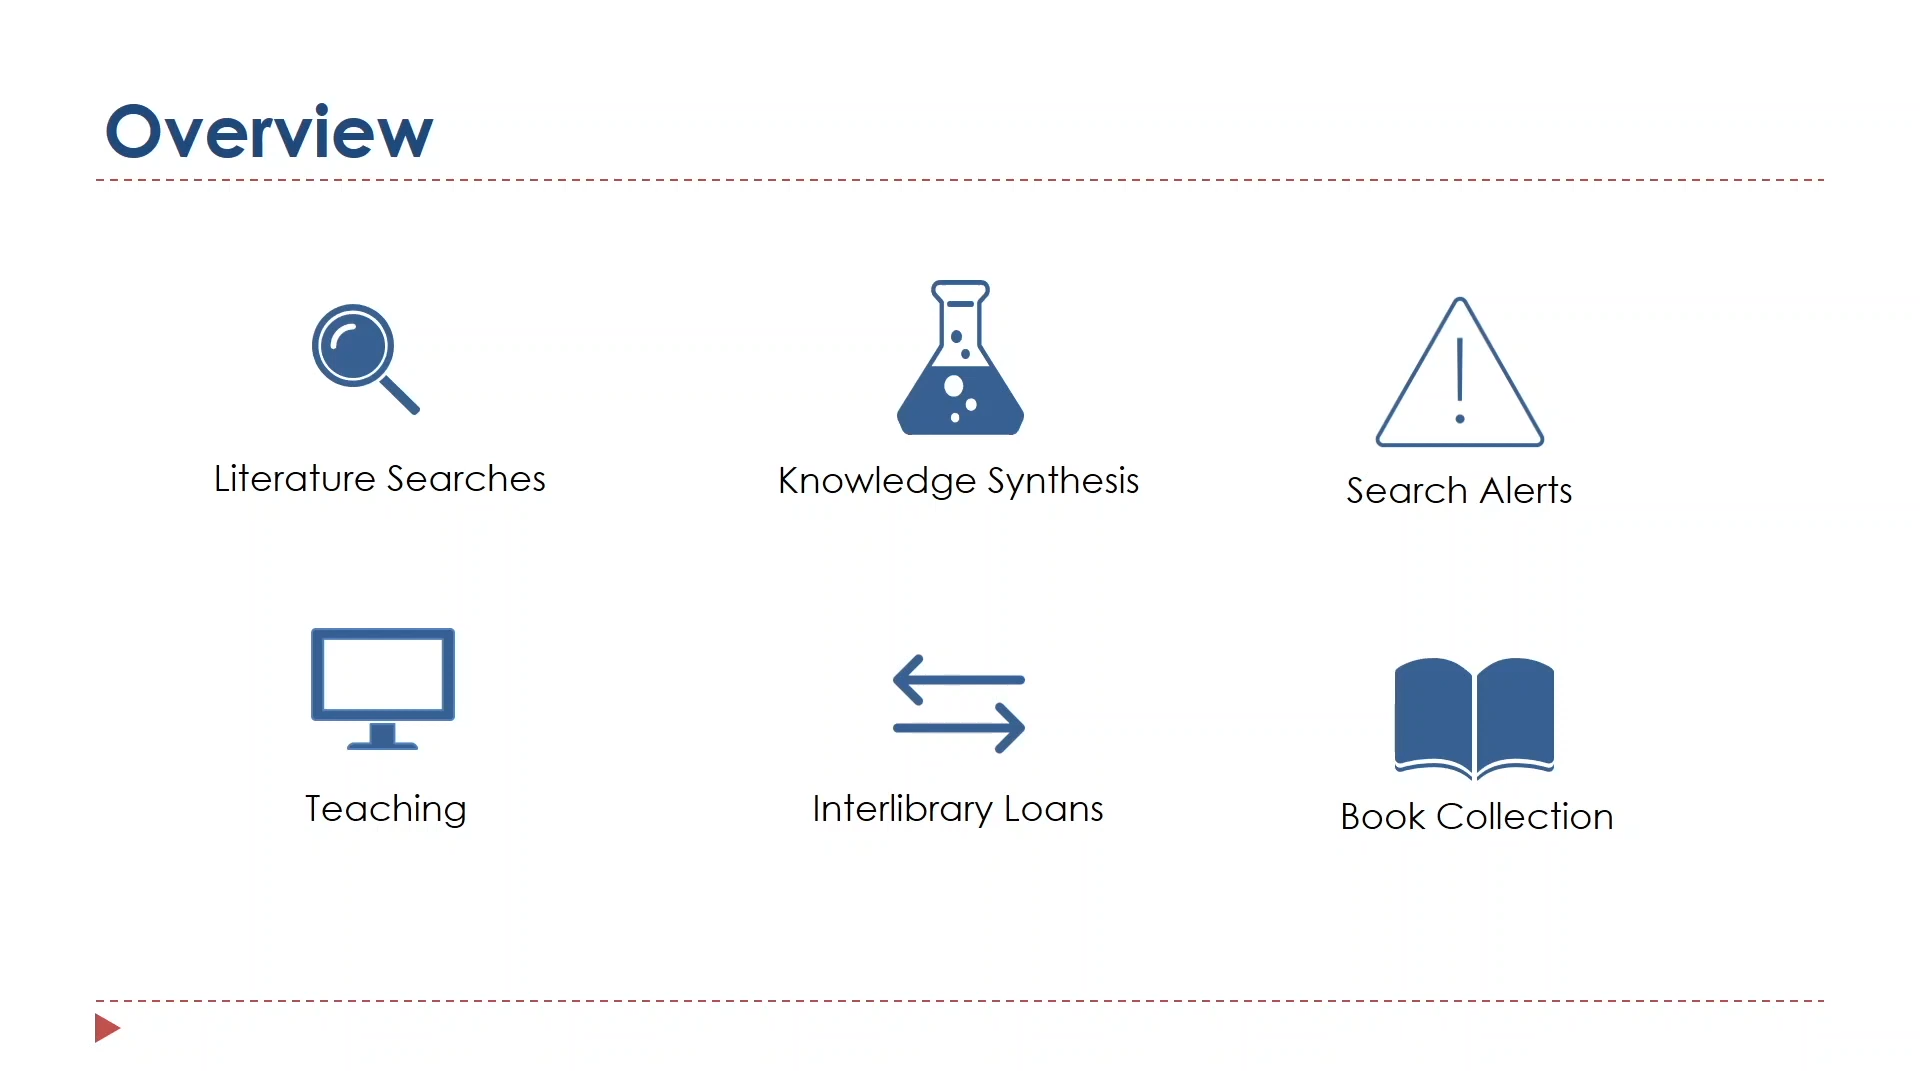 Overview
Literature Searches
Knowledge Synthesis
Search Alerts
Teaching
Interlibrary Loans
Book Collection